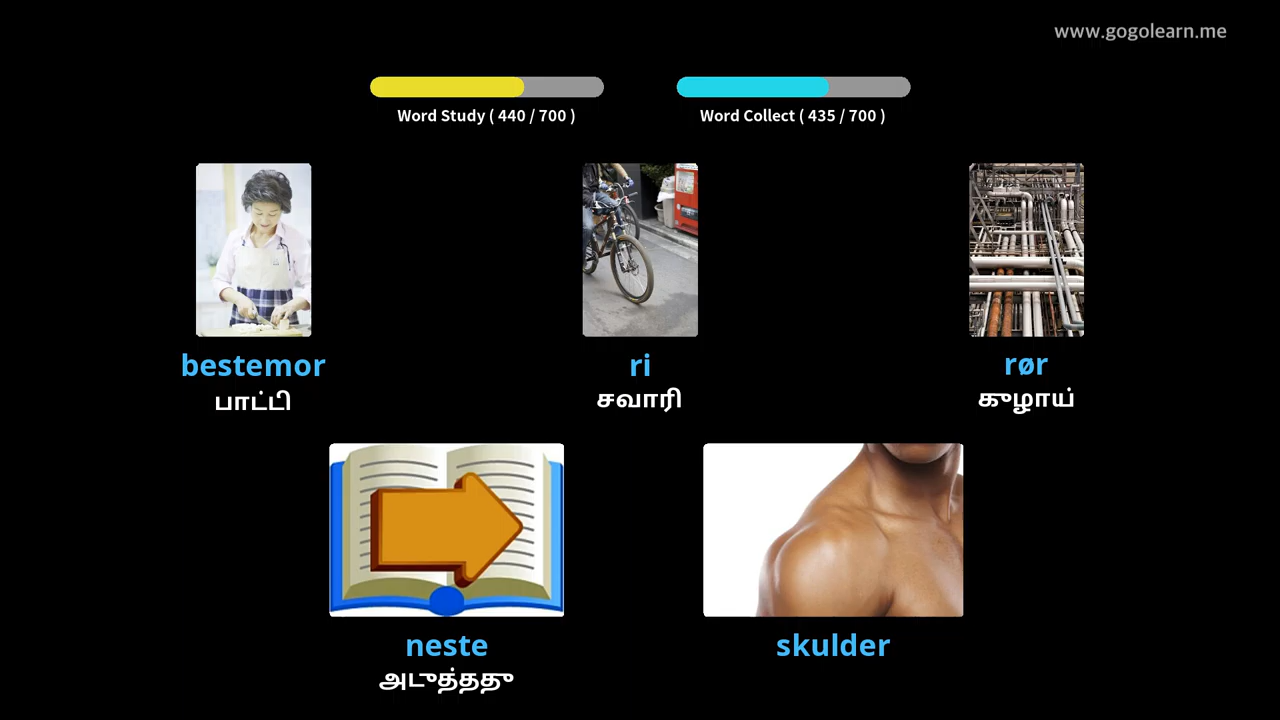 www.gogolearn.me
Word Study ( 440 / 700 )
Word Collect ( 435 / 700 )
bestemor
பாட்டி
ri
சவாரி
rør
குழாய்
neste
அடுத்தது
skulder